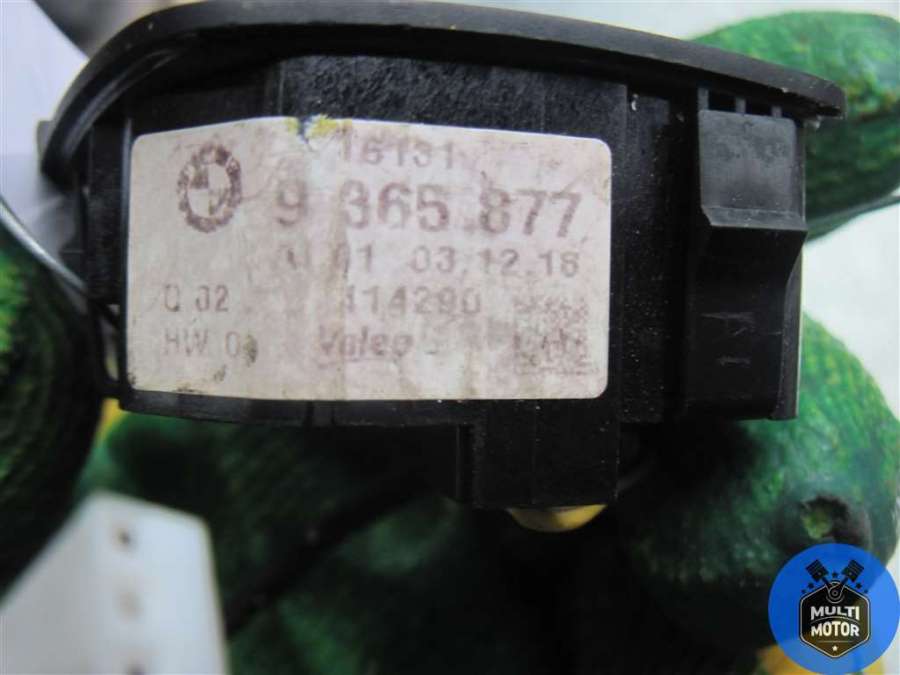 16131
9 365 877
01 03.12.16
Q 02 114290
HW 0
Valeo
MULTI
MOTOR